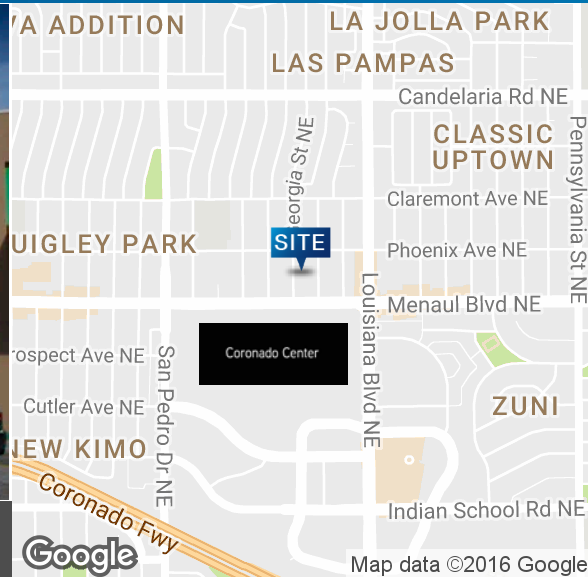 VA ADDITION
LA JOLLA PARK
LAS PAMPAS
Candelaria Rd NE
CLASSIC
UPTOWN
Pennsylvania St NE
eorgia St NE
Claremont Ave NE
SITE
UIGLEY PARK
Phoenix Ave NE
Menaul Blvd NE
Louisiana Blvd NE
Coronado Center
rospect Ave NE
San Pedro Dr NE
Cutler Ave NE
ZUNI
NEW KIMO
Coronado Fwy
Indian School Rd NE
Google
Map data ©2016 Google